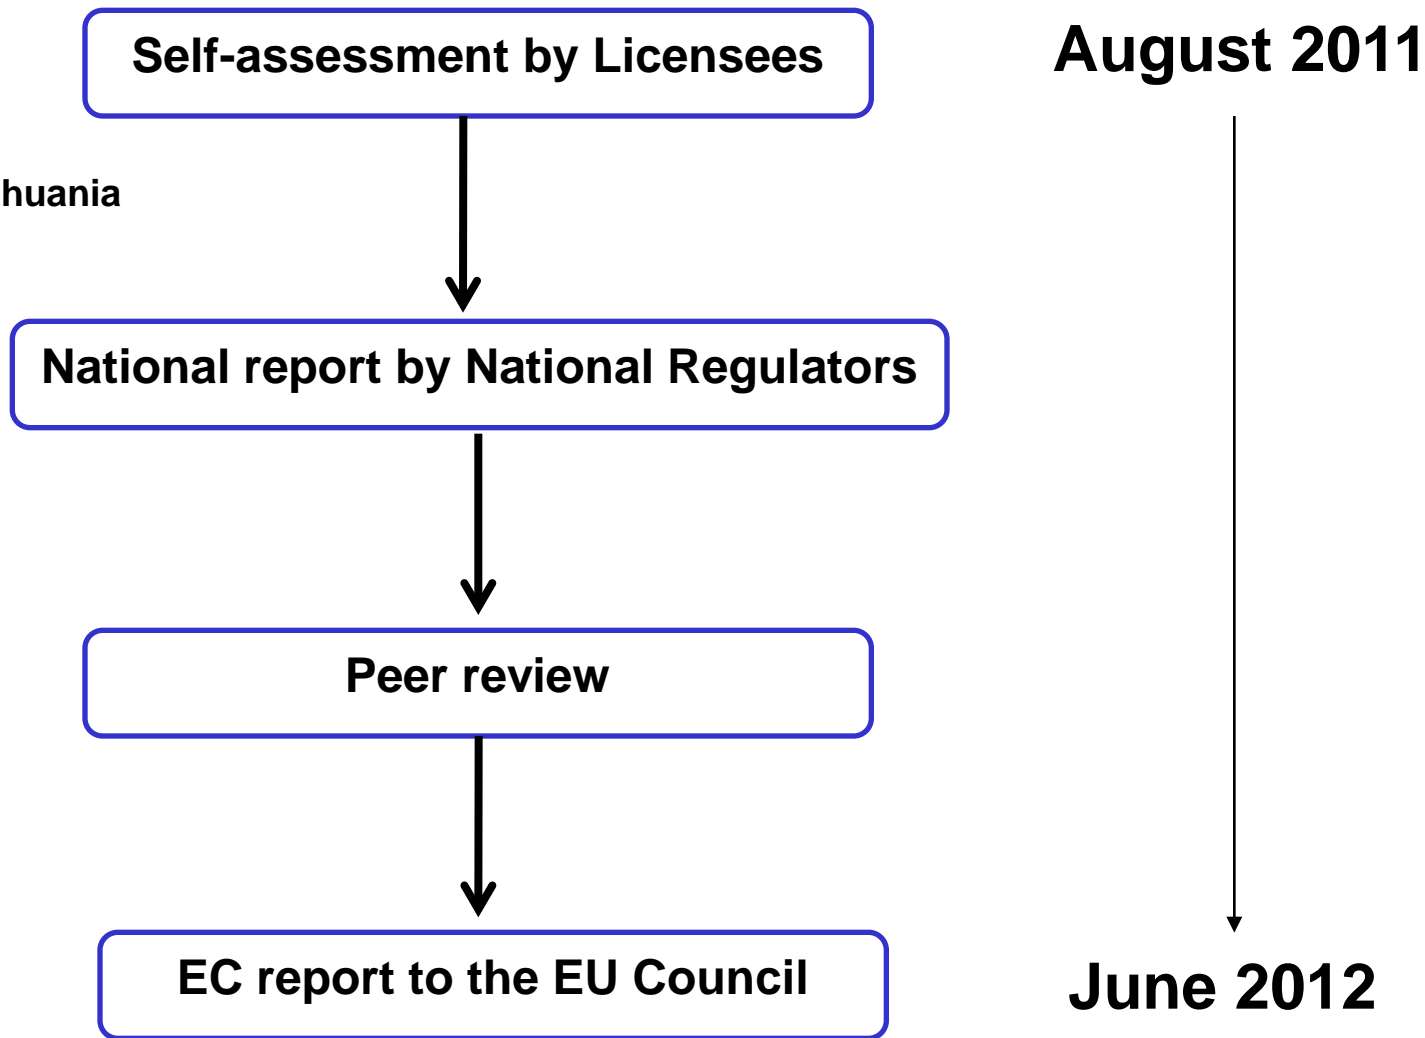 Self-assessment by Licensees
August 2011
huania
National report by National Regulators
Peer review
EC report to the EU Council
June 2012